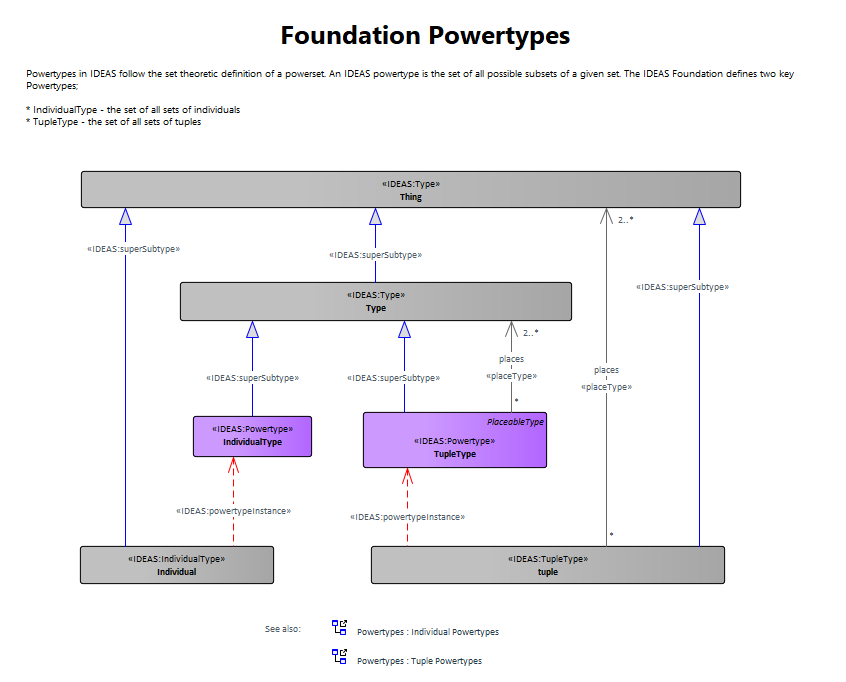 Foundation Powertypes
Powertypes in IDEAS follow the set theoretic definition of a powerset. An IDEAS powertype is the set of all possible subsets of a given set. The IDEAS Foundation defines two key
Powertypes;
* IndividualType - the set of all sets of individuals
* TupleType - the set of all sets of tuples
«IDEAS:Type»
Thing
2..*
«IDEAS:superSubtype»
«IDEAS:superSubtype»
«IDEAS:superSubtype»
«IDEAS:Type»
Type
2..*
places
«placeType»
places
«placeType»
«IDEAS:superSubtype»
«IDEAS:superSubtype»
*
«IDEAS:Powertype»
IndividualType
PlaceableType
«IDEAS:Powertype»
TupleType
«IDEAS:powertypeInstance»
«IDEAS:powertypeInstance»
*
«IDEAS:IndividualType»
Individual
«IDEAS:TupleType»
tuple
See also:
Powertypes : Individual Powertypes
Powertypes : Tuple Powertypes